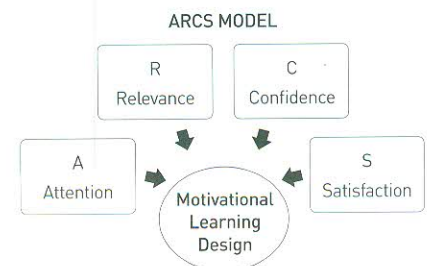 ARCS MODEL
R
Relevance
C
Confidence
A
Attention
S
Satisfaction
Motivational
Learning
Design